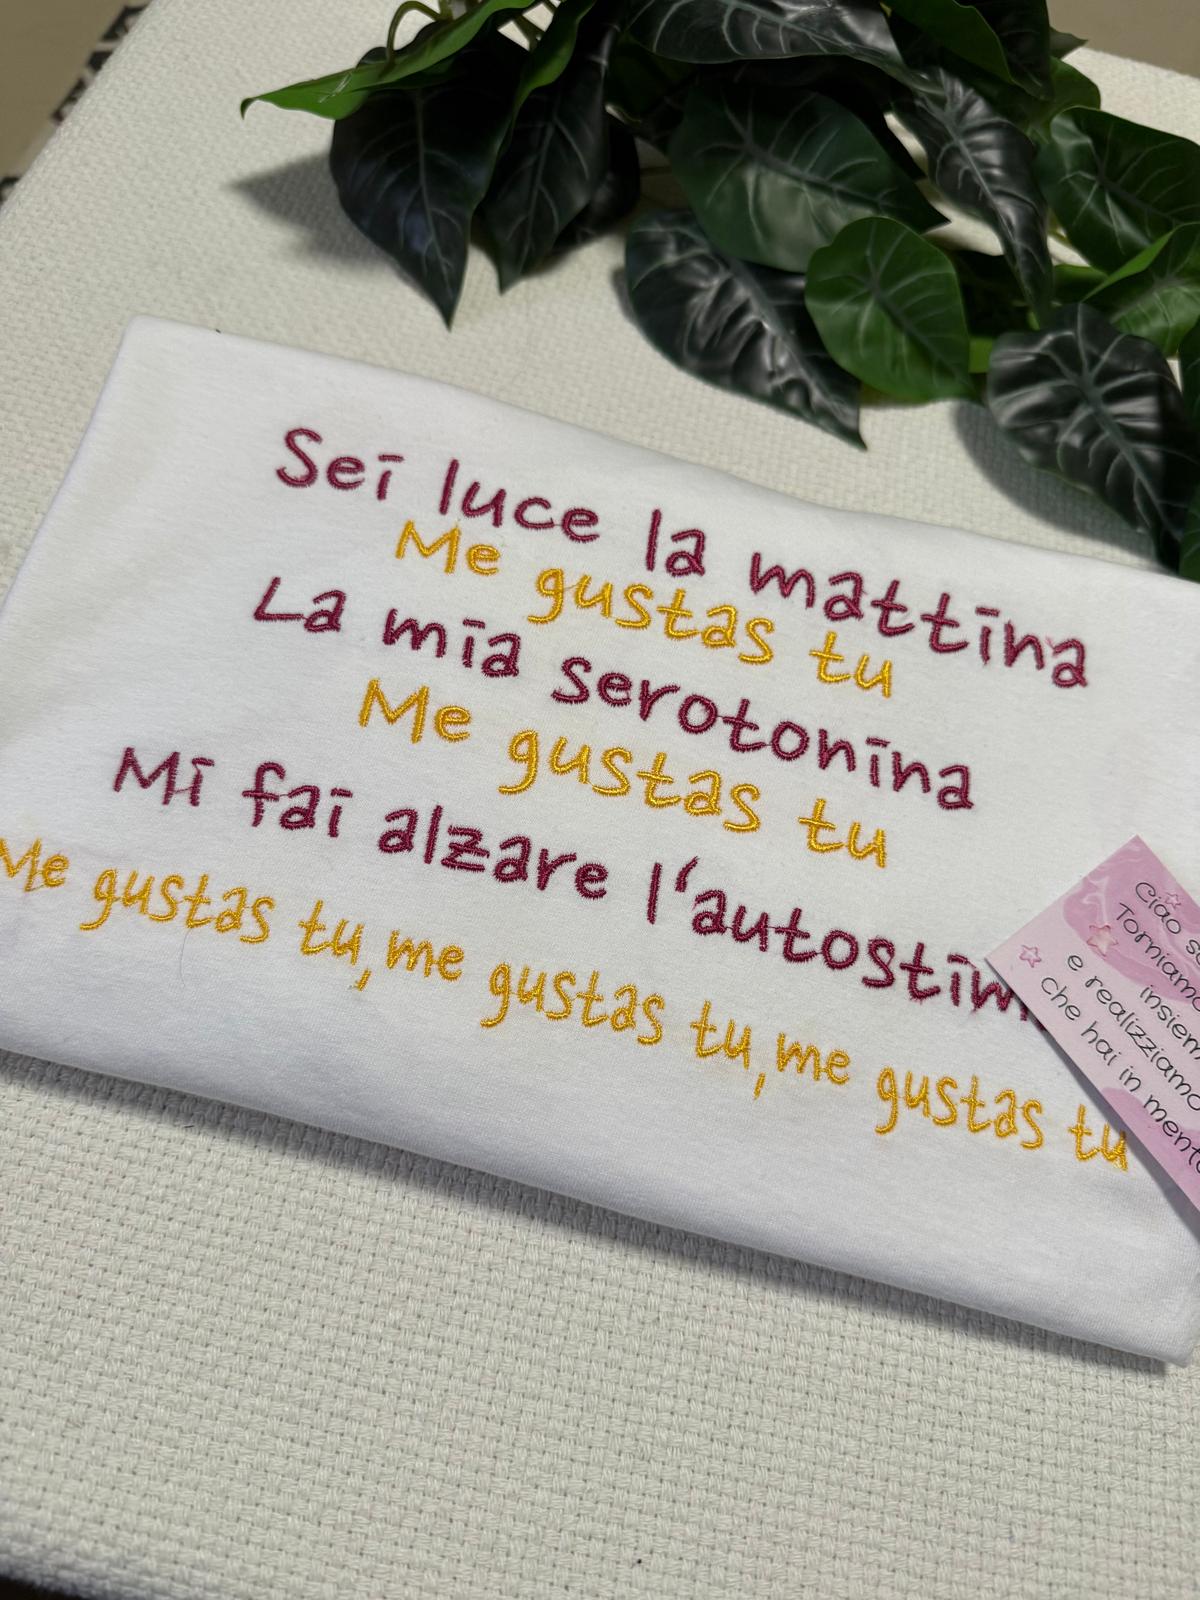 Sei luce la mattina
Me gustas tu
La mia serotonina
Me gustas tu
Mi fai alzare l'autostim
Me gustas tu, me gustas tu, me gustas tu
Ciao
Torniamo
insiem
e realizziamo
che hai in mente